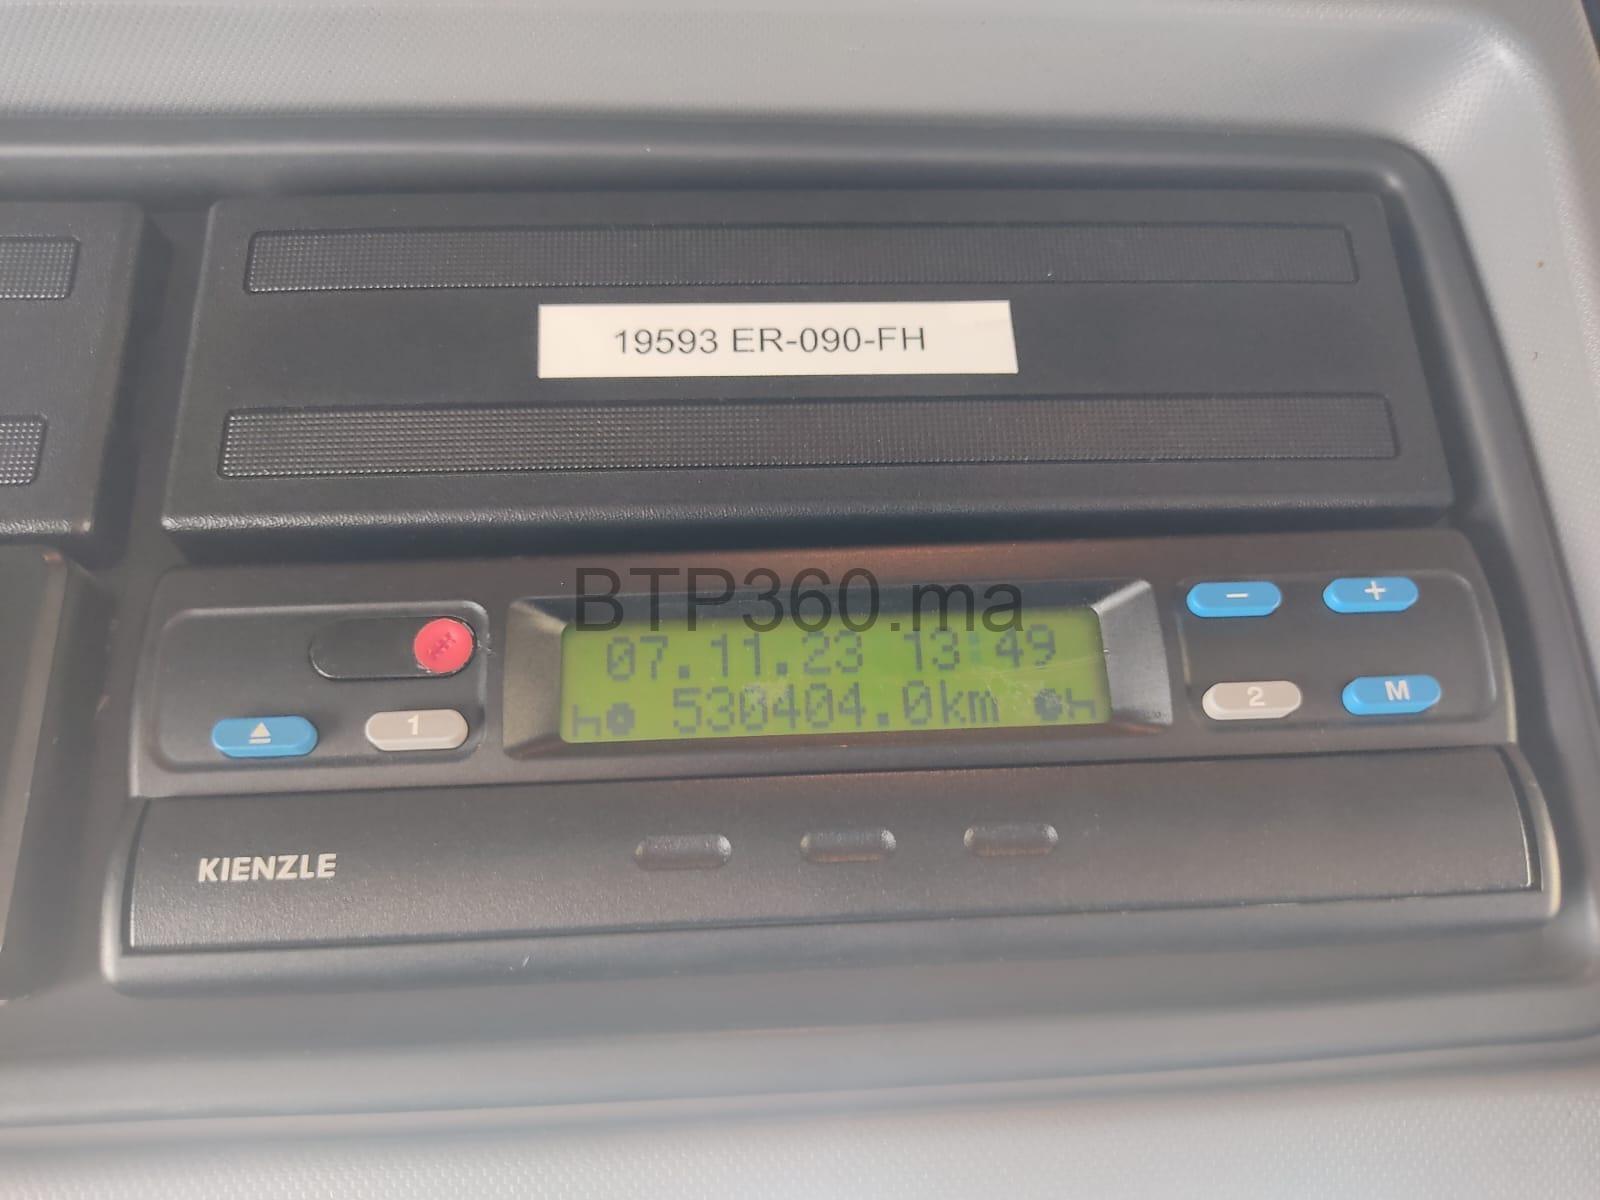 19593 ER-090-FH
BTP360.ma
07.11.23 13:49
h 530404.0km h
1
2
M
KIENZLE